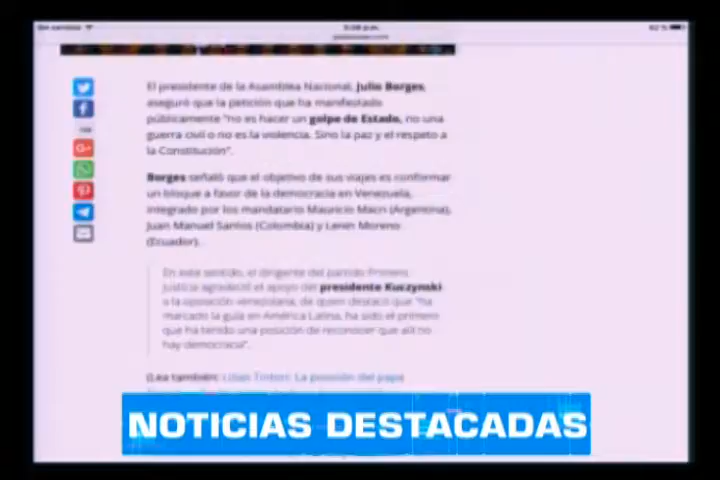 El presidente de la Asamblea Nacional, Julio Borges,
aseguró que la petición que ha manifestado
públicamente "no es hacer un golpe de Estado, no una
guerra civil o no es la violencia. Sino la paz y el respeto a
la Constitución".
Borges señaló que el objetivo de sus viajes es conformar
un bloque a favor de la democracia en Venezuela,
integrado por los mandatario Mauricio Macri (Argentina),
Juan Manuel Santos (Colombia) y Lenin Moreno
(Ecuador).
En este sentido, el dirigente del partido Primero
Justicia agradeció el apoyo del presidente Kuczynski
a la oposición venezolana, de quien destacó que "ha
marcado la guía en América Latina, ha sido el primero
que ha tenido una posición de reconocer que allí no
hay democracia".
(Lea también: Lilian Tintori: La posición del papa
NOTICIAS DESTACADAS